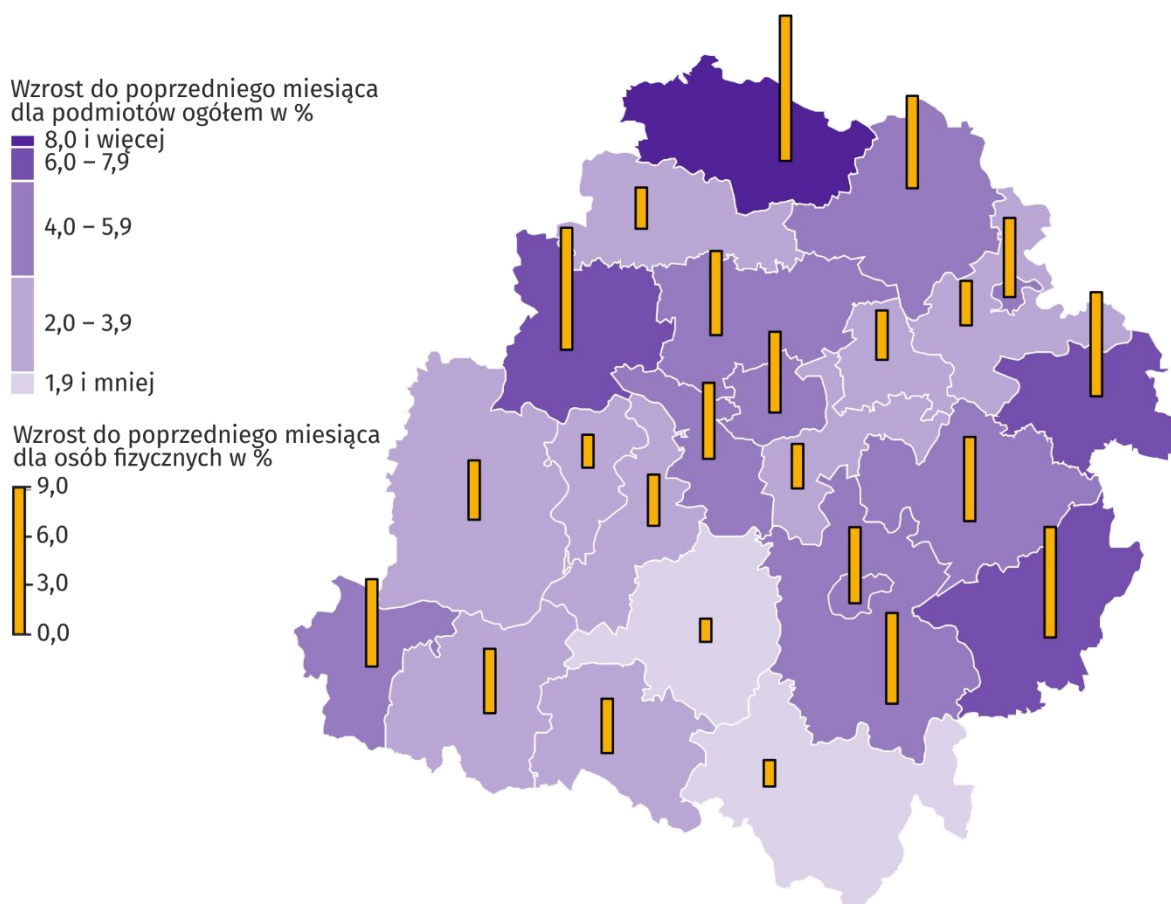 Wzrost do poprzedniego miesiąca
dla podmiotów ogółem w %
8,0 i więcej
6,0 – 7,9
4,0 – 5,9
2,0 – 3,9
1,9 i mniej
Wzrost do poprzedniego miesiąca
dla osób fizycznych w %
9,0
6,0
3,0
0,0